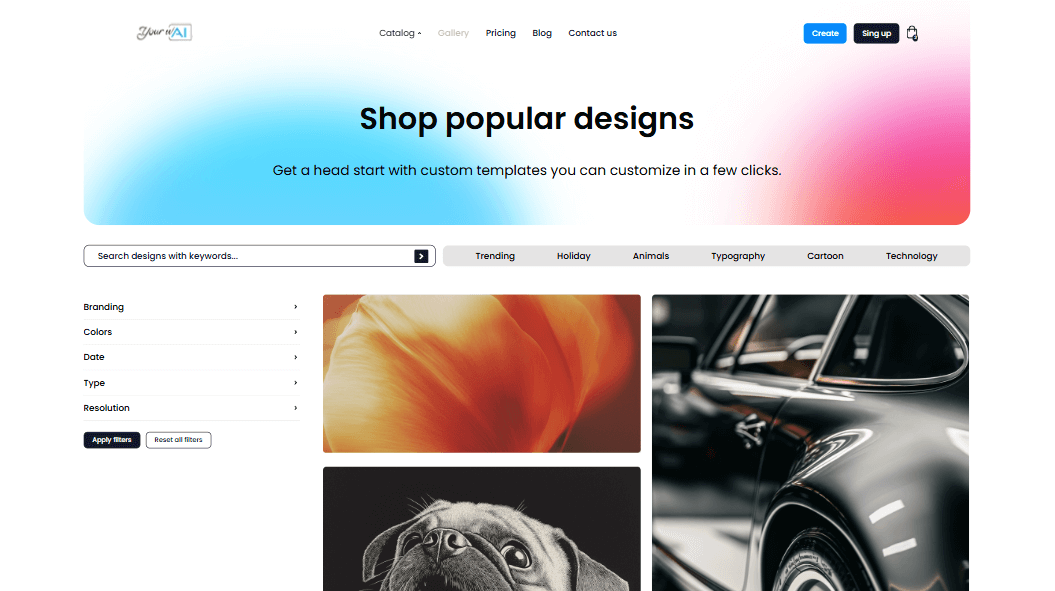 Your
AI
Catalog
Gallery
Pricing
Blog
Contact us
Create
Sing up
Shop popular designs
Get a head start with custom templates you can customize in a few clicks.
Search designs with keywords...
Trending
Holiday
Animals
Typography
Cartoon
Technology
Branding
Colors
Date
Type
Resolution
Apply filters
Reset all filters